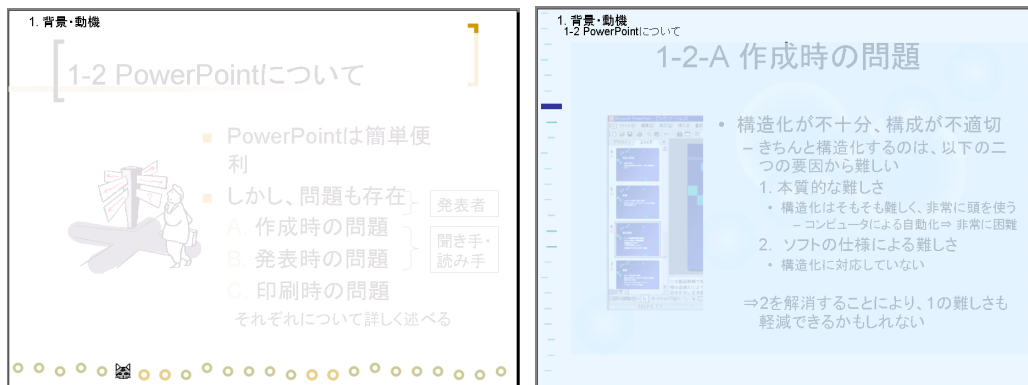 1. 背景・動機
1-2 PowerPointについて
PowerPointは簡単便
利
しかし、問題も存在
A. 作成時の問題
B. 発表時の問題
C. 印刷時の問題
それぞれについて詳しく述べる
発表者
聞き手・
読み手
1. 背景・動機
1-2 PowerPointについて
1-2-A 作成時の問題
• 構造化が不十分、構成が不適切
– きちんと構造化するのは、以下の二
つの要因から難しい
1. 本質的な難しさ
• 構造化はそもそも難しく、非常に頭を使う
– コンピュータによる自動化⇒ 非常に困難
2. ソフトの仕様による難しさ
• 構造化に対応していない
⇒2を解消することにより、1の難しさも
軽減できるかもしれない